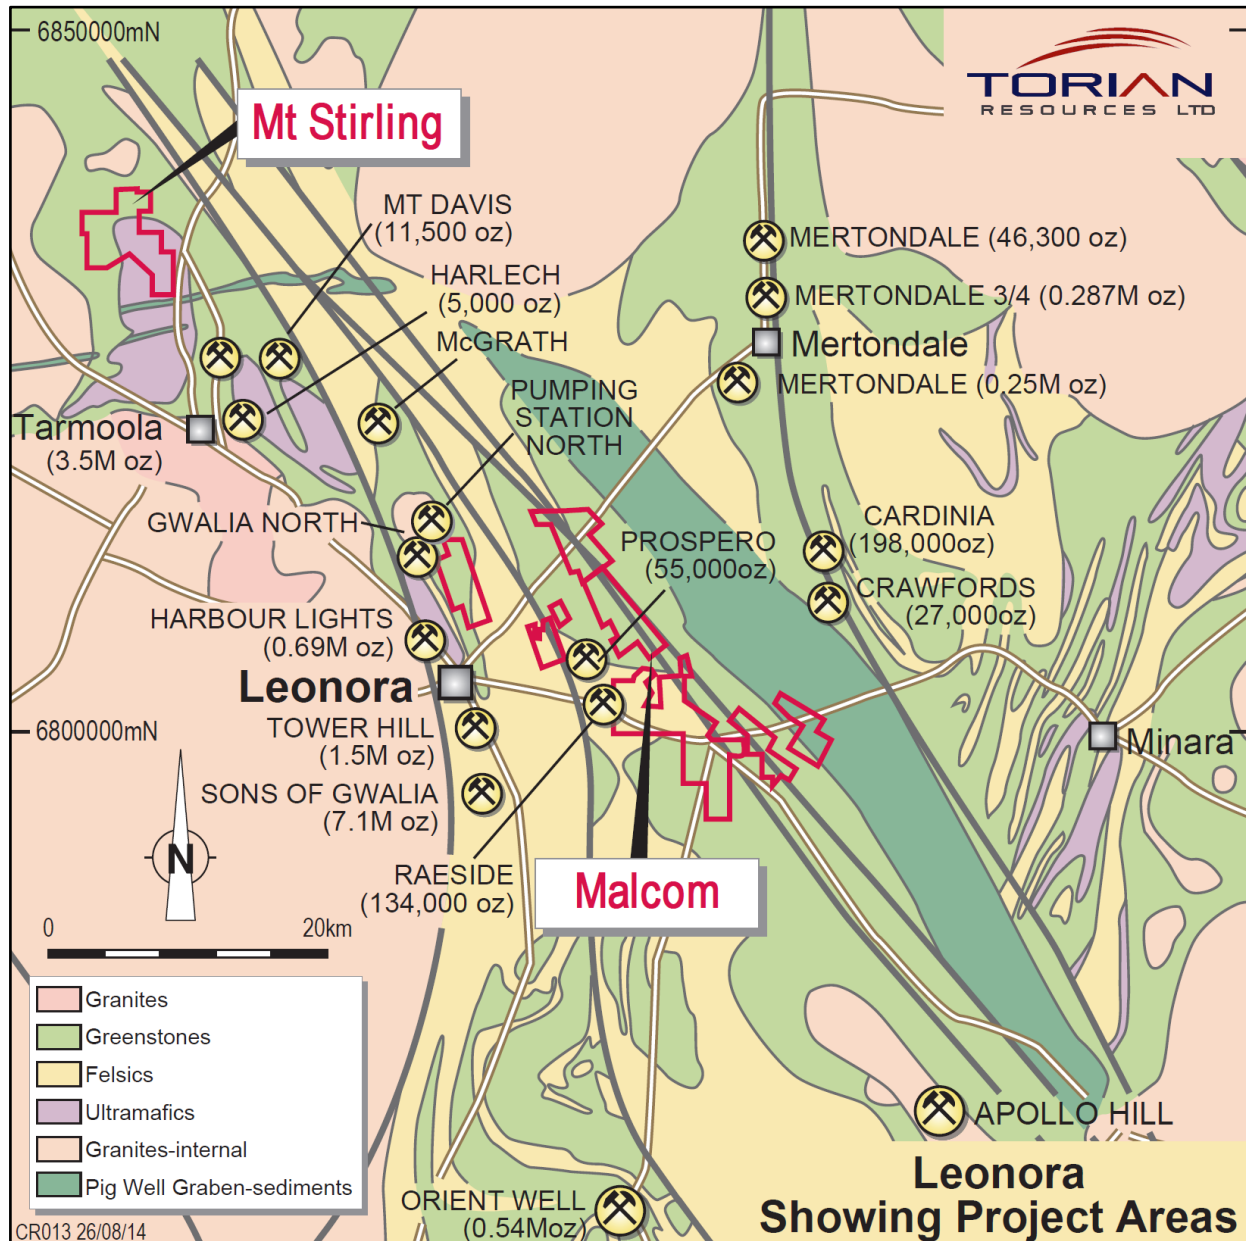 6850000mN
TORIAN
RESOURCES LTD
Mt Stirling
MT DAVIS
(11,500 oz)
HARLECH
(5,000 oz)
McGRATH
PUMPING
STATION
NORTH
MERTONDALE (46,300 oz)
MERTONDALE 3/4 (0.287M oz)
Mertondale
MERTONDALE (0.25M oz)
Tarmoola
(3.5M oz)
GWALIA NORTH
PROSPERO
(55,000oz)
CARDINIA
(198,000oz)
CRAWFORDS
(27,000oz)
HARBOUR LIGHTS
(0.69M oz)
Leonora
TOWER HILL
(1.5M oz)
6800000mN
Minara
SONS OF GWALIA
(7.1M oz)
N
RAESIDE
(134,000 oz)
Malcom
0 20km
Granites
Greenstones
Felsics
Ultramafics
Granites-internal
Pig Well Graben-sediments
APOLLO HILL
ORIENT WELL
(0.54Moz)
Leonora
Showing Project Areas
CR013 26/08/14